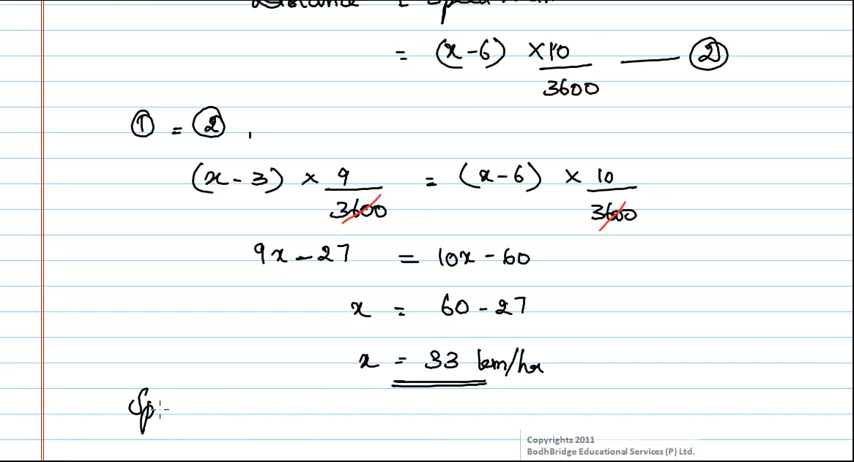 = (x-6) × 10/3600 —— ②
① = ② ,
(x - 3) × 9/3600 = (x-6) × 10/3600
9x - 27 = 10x - 60
x = 60 - 27
x = 33 km/hr
Sp
Copyrights 2011
BodhBridge Educational Services (P) Ltd.